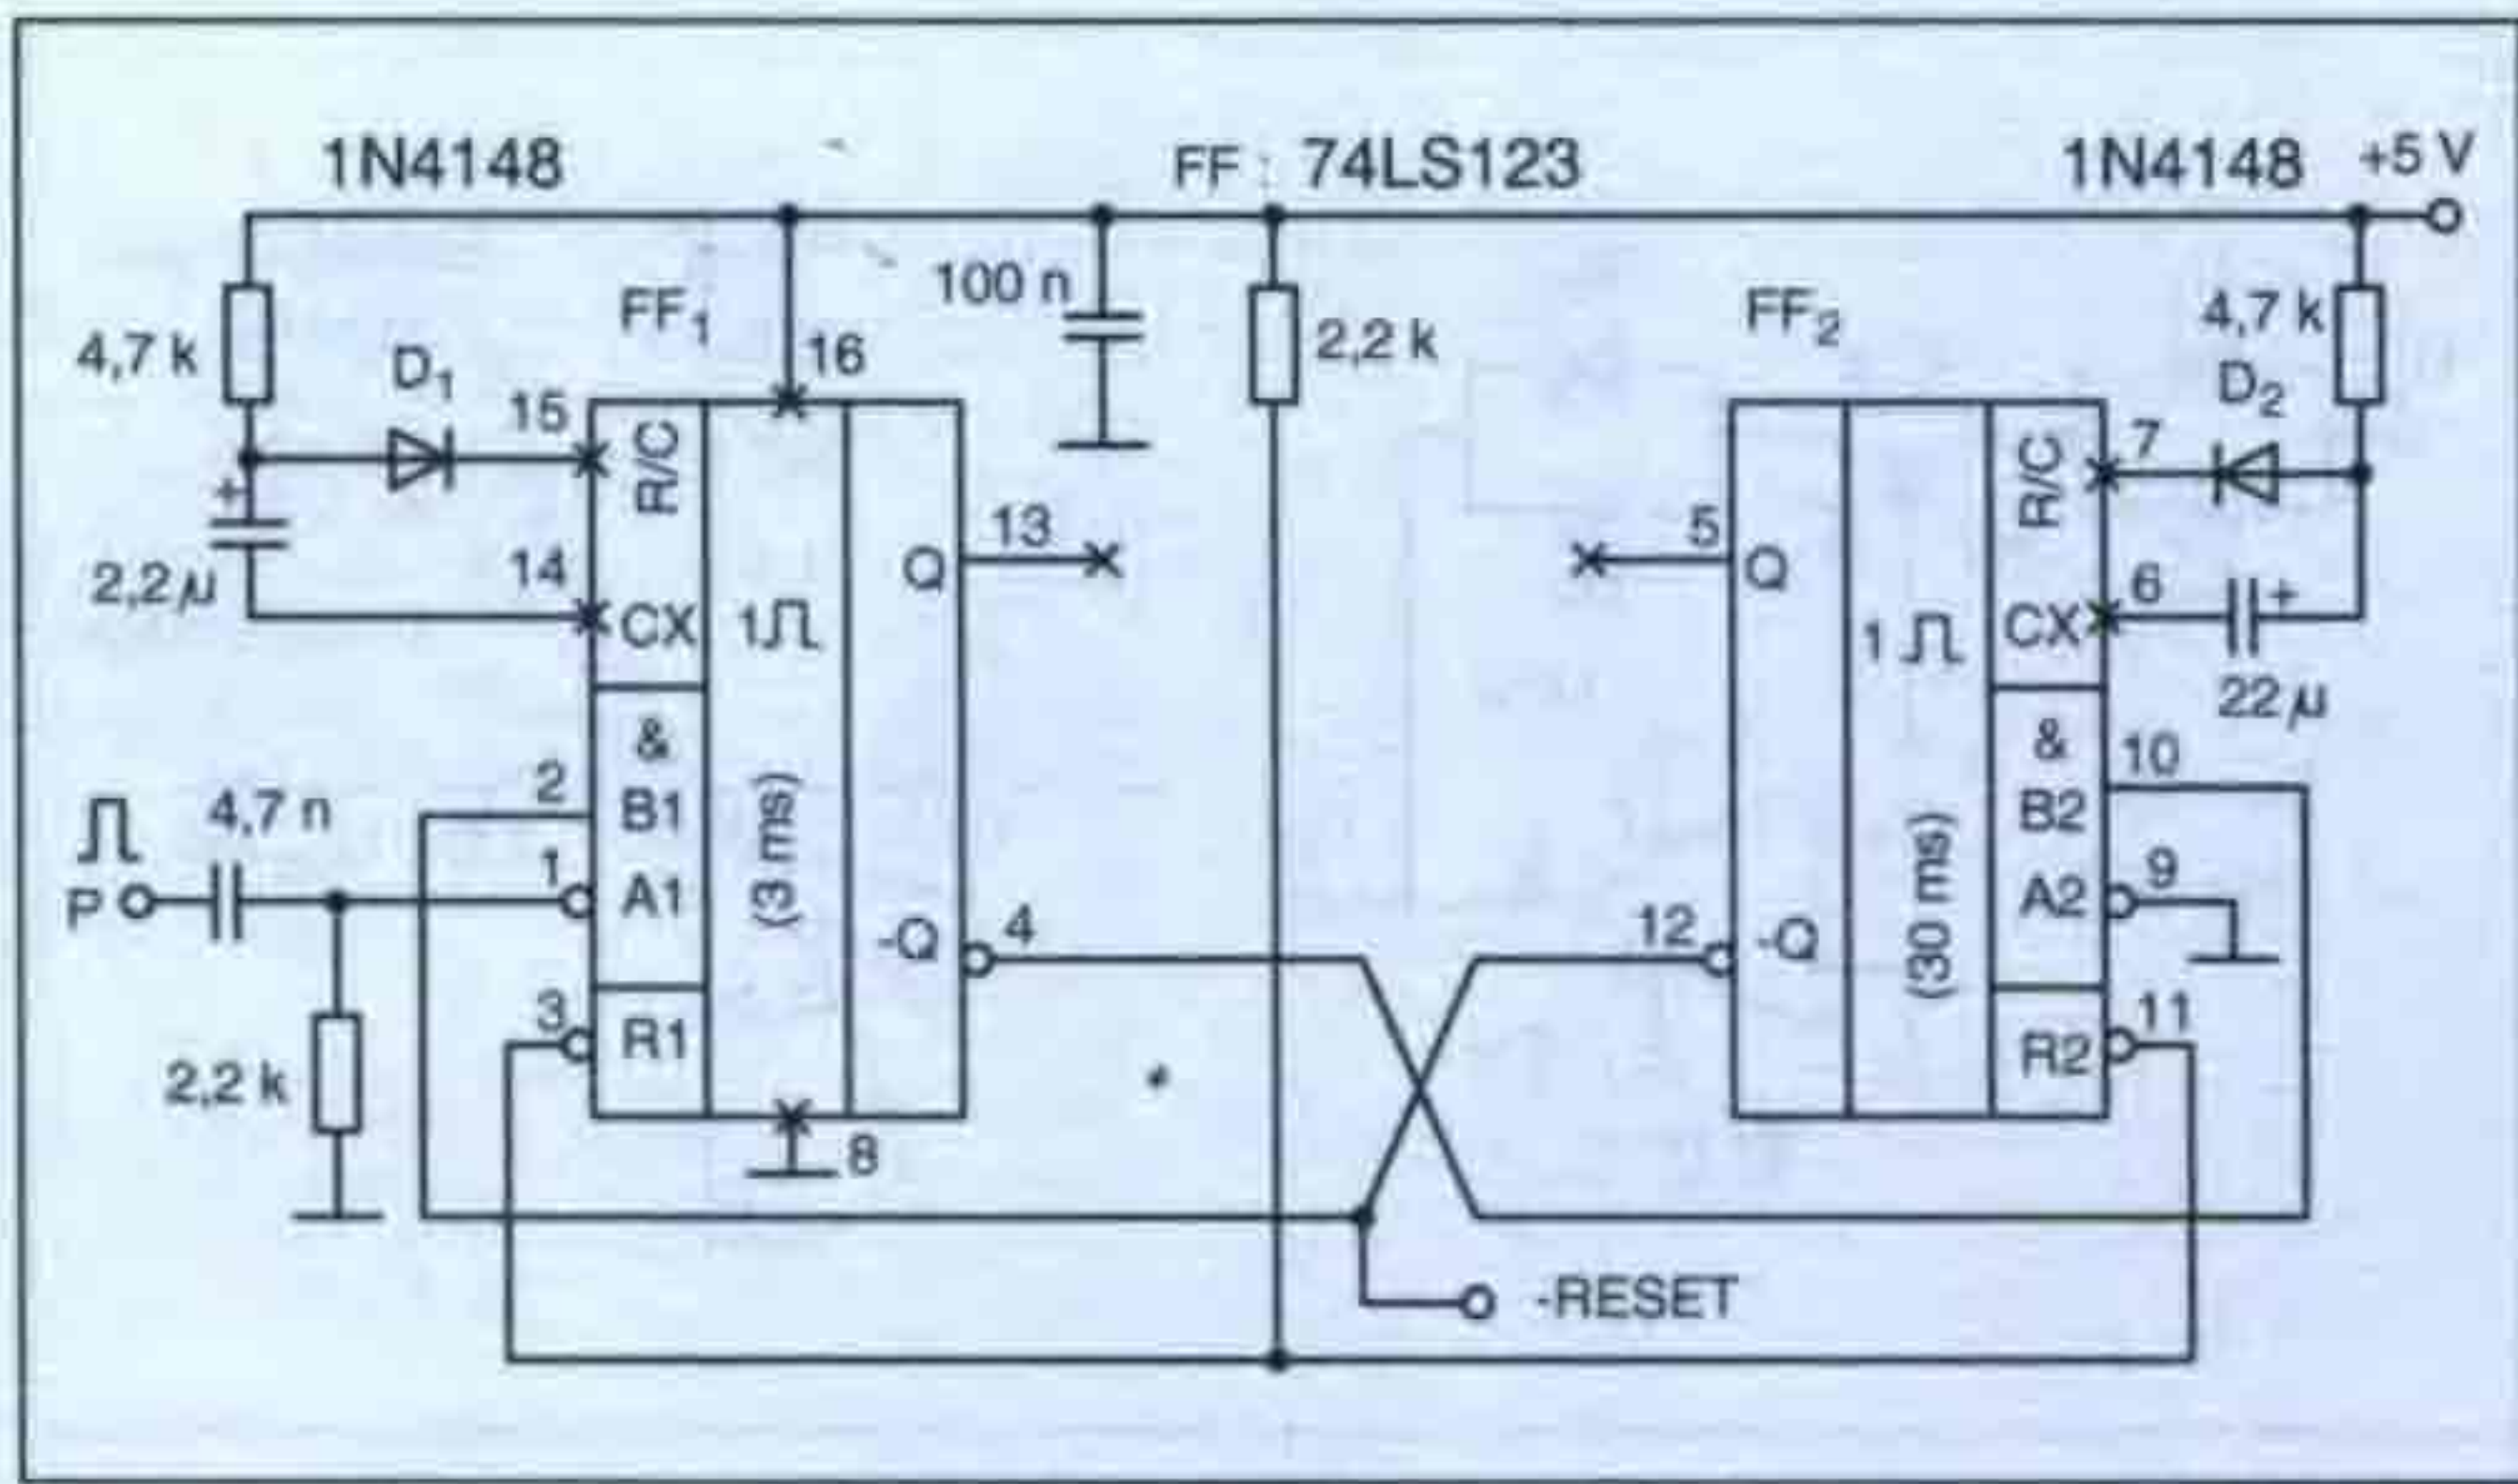 1N4148
FF : 74LS123
1N4148
+5 V
4,7 k
D1
15
FF1
16
100 n
2,2 k
FF2
4,7 k
D2
7
R/C
R/C
+
2,2 µ
14
CX
1
Q
13
5
Q
1
CX
6
+
22 µ
&
2
B1
(3 ms)
&
10
B2
(30 ms)
4,7 n
P
1
A1
-Q
4
12
-Q
A2
9
3
R1
2,2 k
8
R2
11
-RESET